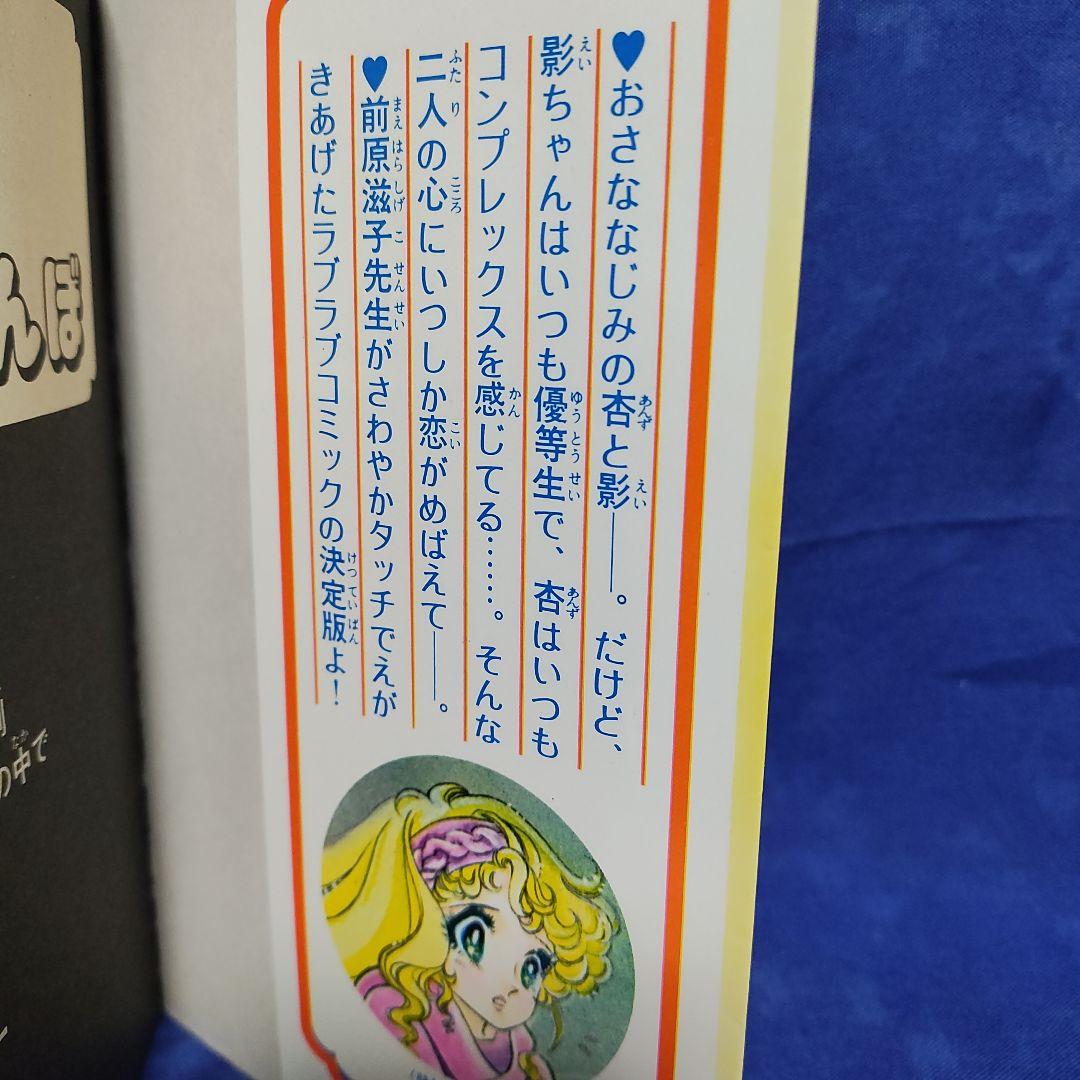 ♥おさななじみの杏と影──。だけど、
影ちゃんはいつも優等生で、杏はいつも
コンプレックスを感じてる……。そんな
二人の心にいつしか恋がめばえて──。
♥前原滋子先生がさわやかタッチでえが
きあげたラブラブコミックの決定版よ！
んぼ
の中で